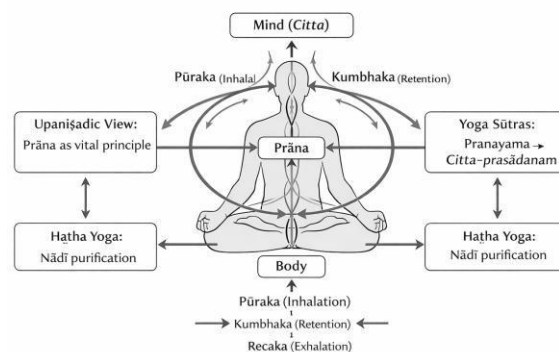 Mind (Citta)
Pūraka (Inhala)
Kumbhaka (Retention)
Upaniṣadic View:
Prāna as vital principle
Prāna
Yoga Sūtras:
Pranayama →
Citta-prasādanam
Haṭha Yoga:
Nādī purification
Haṭha Yoga:
Nādī purification
Body
Pūraka (Inhalation)
Kumbhaka (Retention)
Recaka (Exhalation)